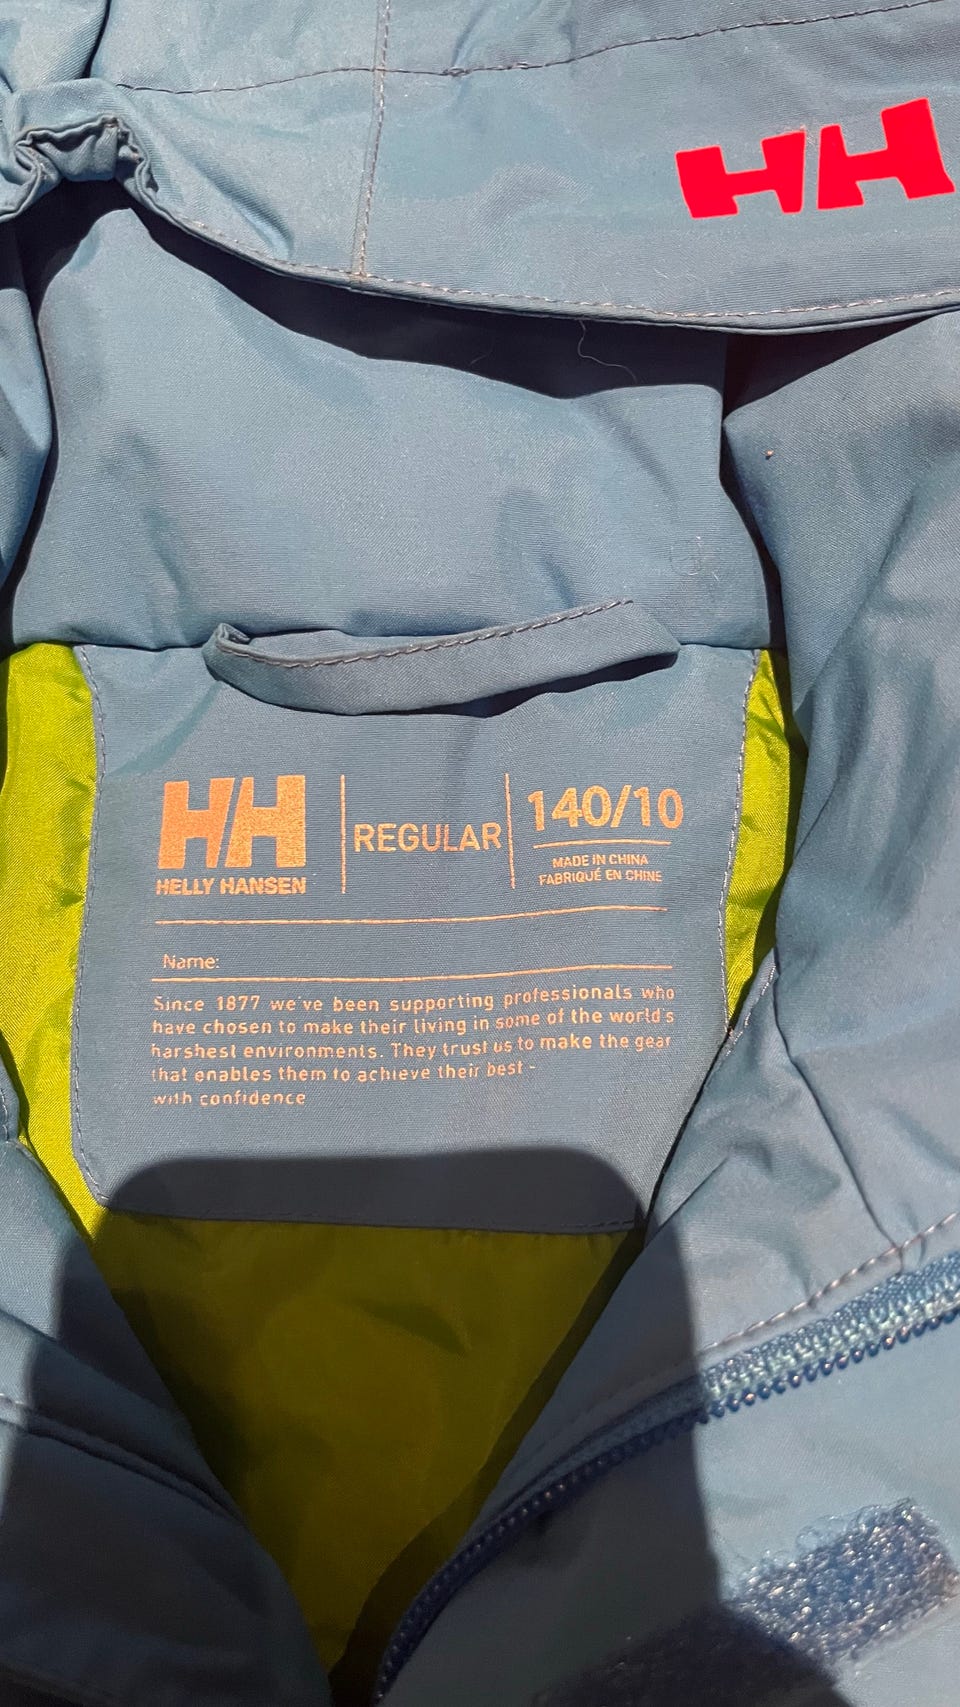 HH
HH
HELLY HANSEN
REGULAR
140/10
MADE IN CHINA
FABRIQUÉ EN CHINE
Name:
Since 1877 we've been supporting professionals who
have chosen to make their living in some of the world's
harshest environments. They trust us to make the gear
that enables them to achieve their best -
with confidence